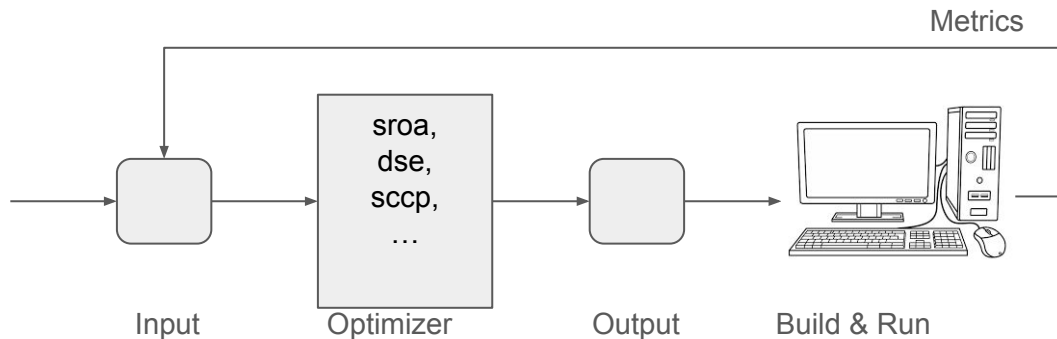 Metrics
sroa,
dse,
sccp,
…
Input
Optimizer
Output
Build & Run